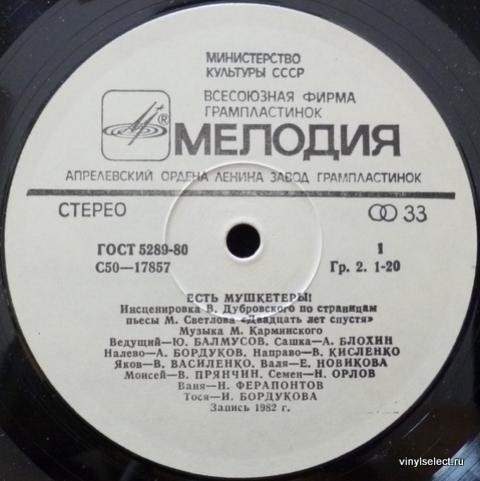 МИНИСТЕРСТВО
КУЛЬТУРЫ СССР
ВСЕСОЮЗНАЯ ФИРМА
ГРАМПЛАСТИНОК
®
МЕЛОДИЯ
АПРЕЛЕВСКИЙ ОРДЕНА ЛЕНИНА ЗАВОД ГРАМПЛАСТИНОК
СТЕРЕО 33
ГОСТ 5289-80 1
С50—17857 Гр. 2. 1-20
ЕСТЬ МУШКЕТЕРЫ!
Инсценировка В. Дубровского по страницам
пьесы М. Светлова «Двадцать лет спустя»
Музыка М. Карминского
Ведущий—Ю. БАЛМУСОВ. Сашка—А. БЛОХИН
Налево—А. БОРДУКОВ. Направо—В. КИСЛЕНКО
Яков—В. ВАСИЛЕНКО. Валя—Е. НОВИКОВА
Моисей—В. ПРЯНЧИН. Семен—Н. ОРЛОВ
Ваня—Н. ФЕРАПОНТОВ
Тося—И. БОРДУКОВА
Запись 1982 г.
vinylselect.ru